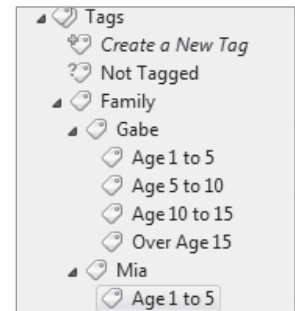 Tags
Create a New Tag
Not Tagged
Family
Gabe
Age 1 to 5
Age 5 to 10
Age 10 to 15
Over Age 15
Mia
Age 1 to 5